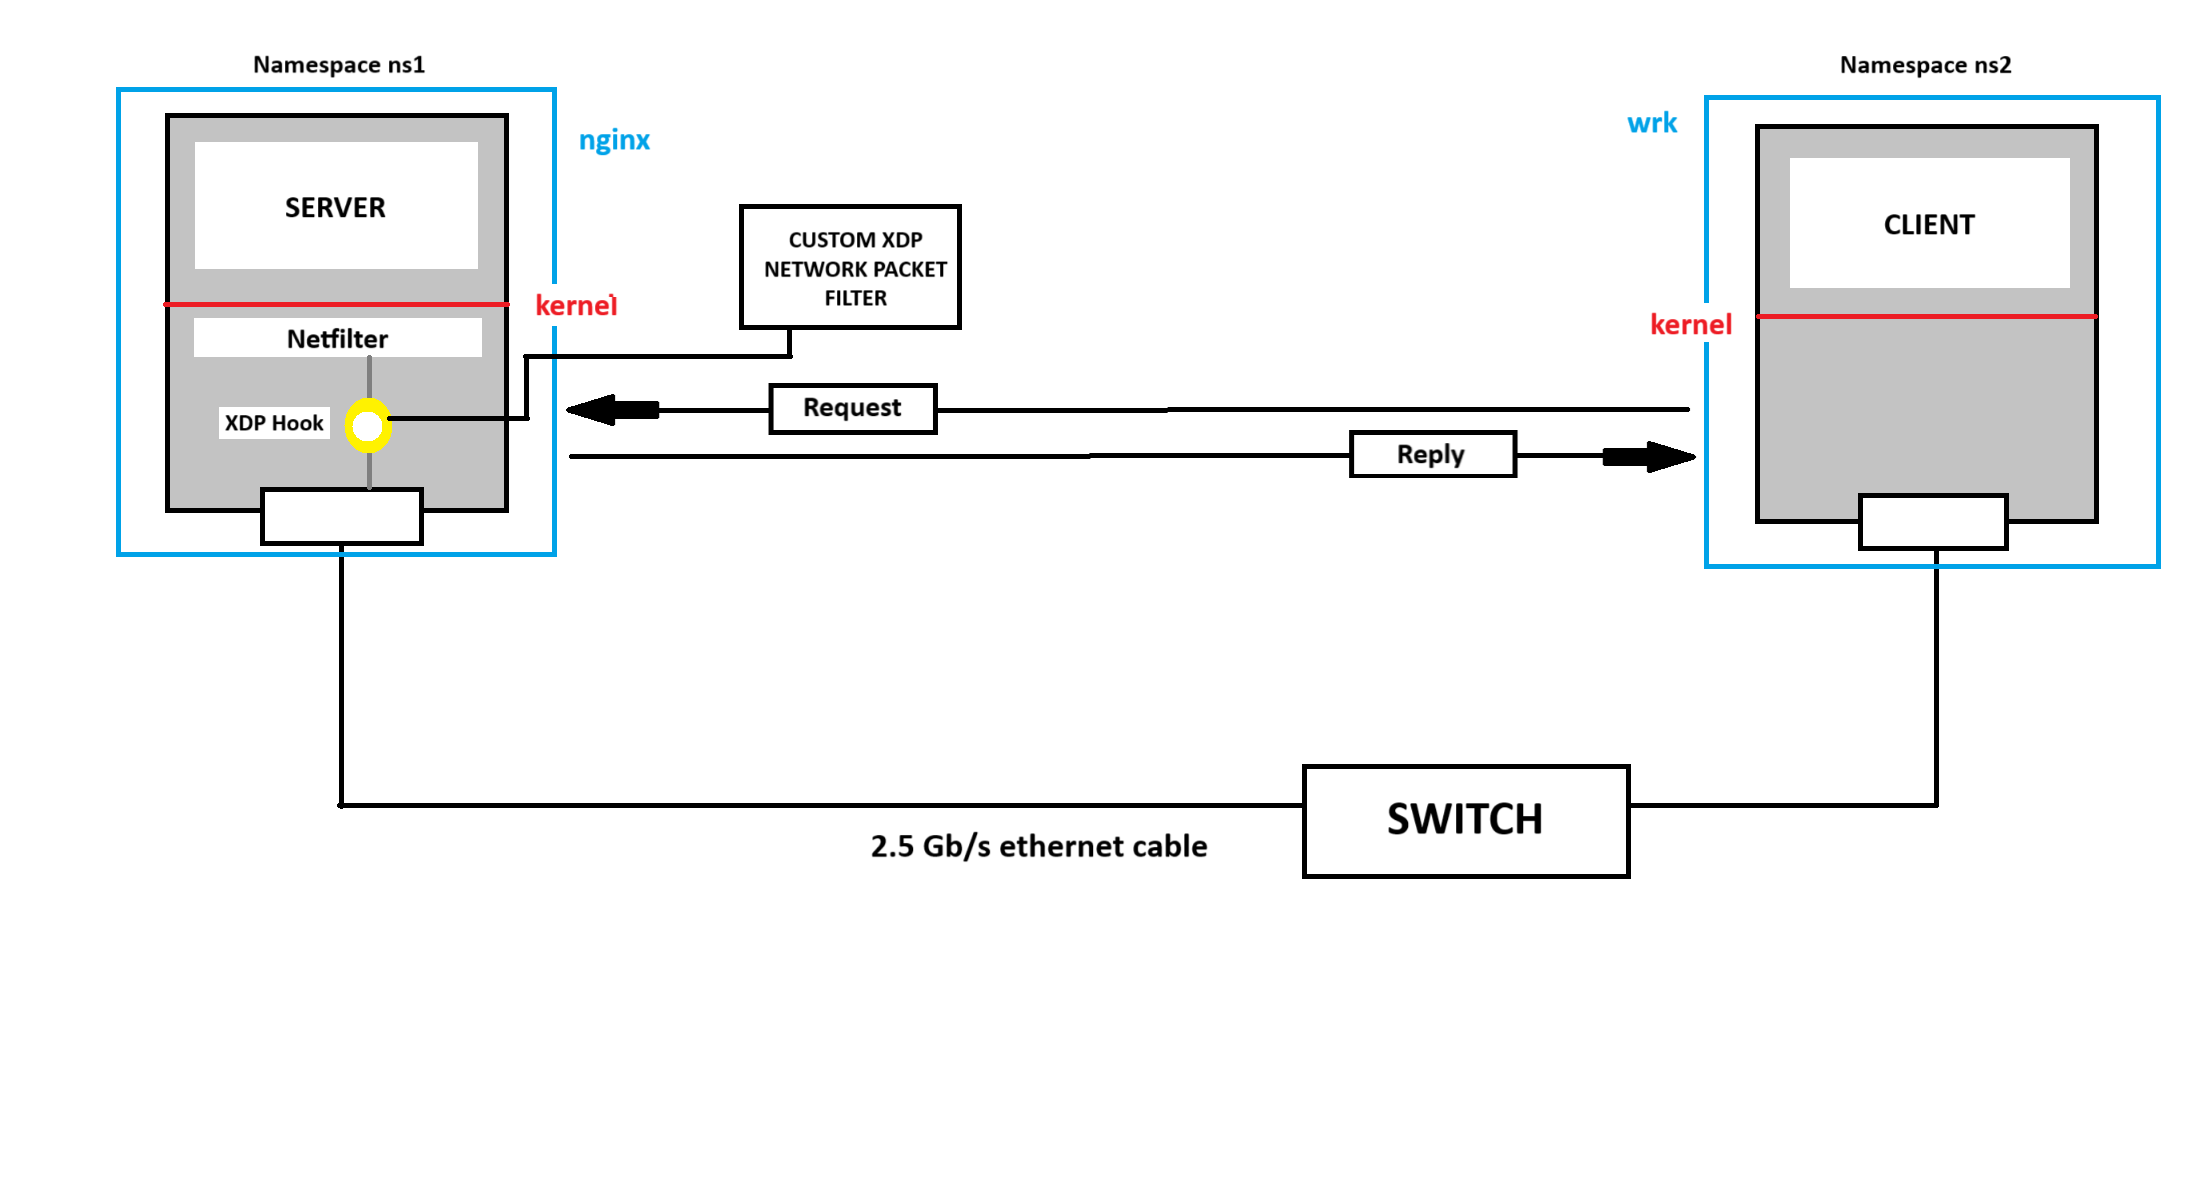 Namespace ns1
Namespace ns2
nginx
wrk
SERVER
CLIENT
CUSTOM XDP
NETWORK PACKET
FILTER
kernel
kernel
Netfilter
XDP Hook
Request
Reply
SWITCH
2.5 Gb/s ethernet cable